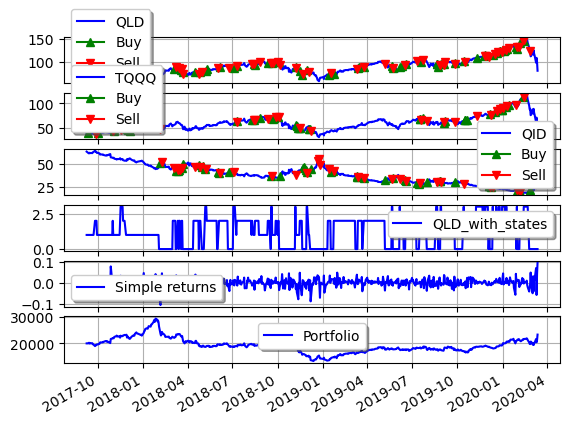 QLD
Buy
Sell
150
100
TQQQ
Buy
Sell
100
50
QID
Buy
Sell
50
25
QLD_with_states
2.5
0.0
Simple returns
0.1
0.0
−0.1
Portfolio
30000
20000
2017-10
2018-01
2018-04
2018-07
2018-10
2019-01
2019-04
2019-07
2019-10
2020-01
2020-04